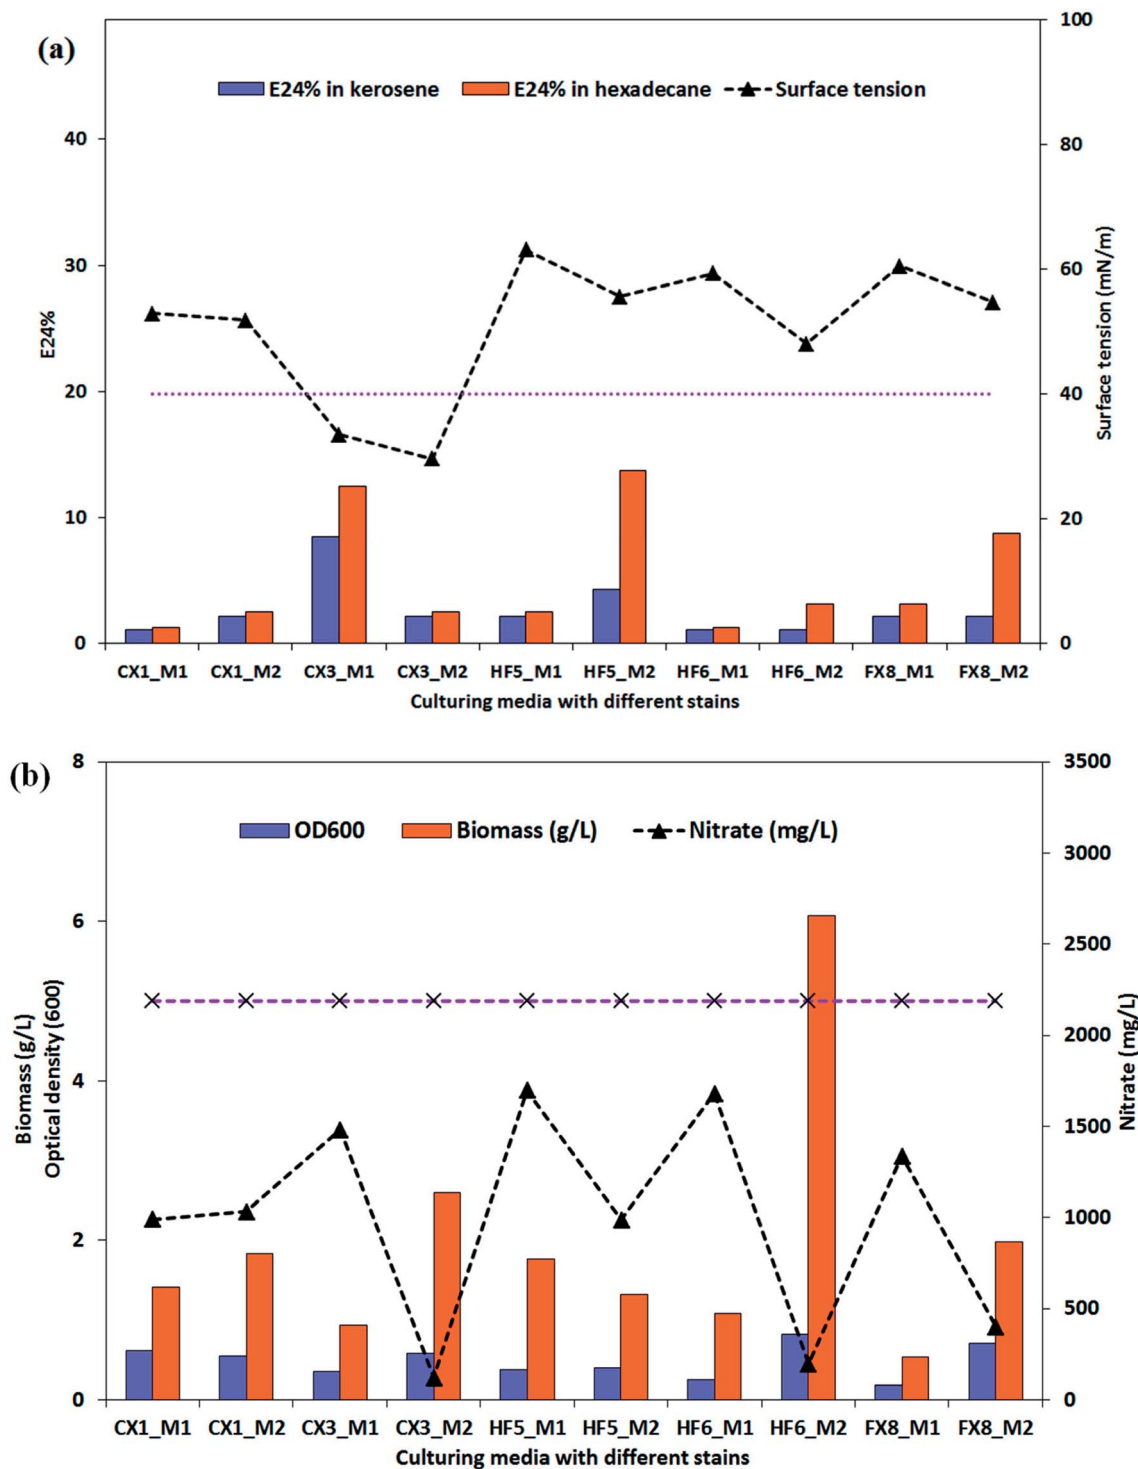 (a)
E24% in kerosene E24% in hexadecane Surface tension
100
80
60
40
20
0
Surface tension (mN/m)
40
30
20
10
0
E24%
CX1_M1 CX1_M2 CX3_M1 CX3_M2 HF5_M1 HF5_M2 HF6_M1 HF6_M2 FX8_M1 FX8_M2
Culturing media with different stains
(b)
OD600 Biomass (g/L) Nitrate (mg/L)
8
6
4
2
0
Biomass (g/L)
Optical density (600)
3500
3000
2500
2000
1500
1000
500
0
Nitrate (mg/L)
CX1_M1 CX1_M2 CX3_M1 CX3_M2 HF5_M1 HF5_M2 HF6_M1 HF6_M2 FX8_M1 FX8_M2
Culturing media with different stains